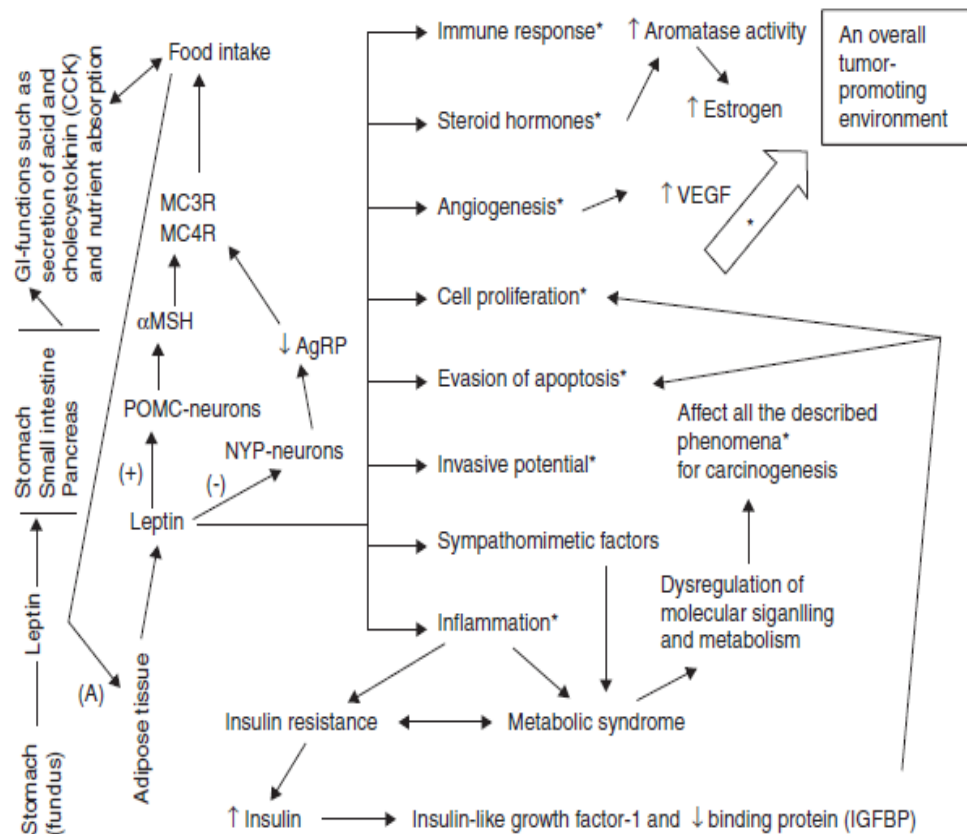 GI-functions such as
secretion of acid and
cholecystokinin (CCK)
and nutrient absorption
Stomach
Small intestine
Pancreas
Leptin
Stomach
(fundus)
Food intake
MC3R
MC4R
αMSH
↓ AgRP
POMC-neurons
NYP-neurons
(+)
(-)
Leptin
(A)
Adipose tissue
Immune response*
↑ Aromatase activity
↑ Estrogen
Steroid hormones*
Angiogenesis*
↑ VEGF
*
An overall
tumor-
promoting
environment
Cell proliferation*
Evasion of apoptosis*
Invasive potential*
Sympathomimetic factors
Inflammation*
Affect all the described
phenomena*
for carcinogenesis
Dysregulation of
molecular siganlling
and metabolism
Insulin resistance
Metabolic syndrome
↑ Insulin
Insulin-like growth factor-1 and ↓ binding protein (IGFBP)